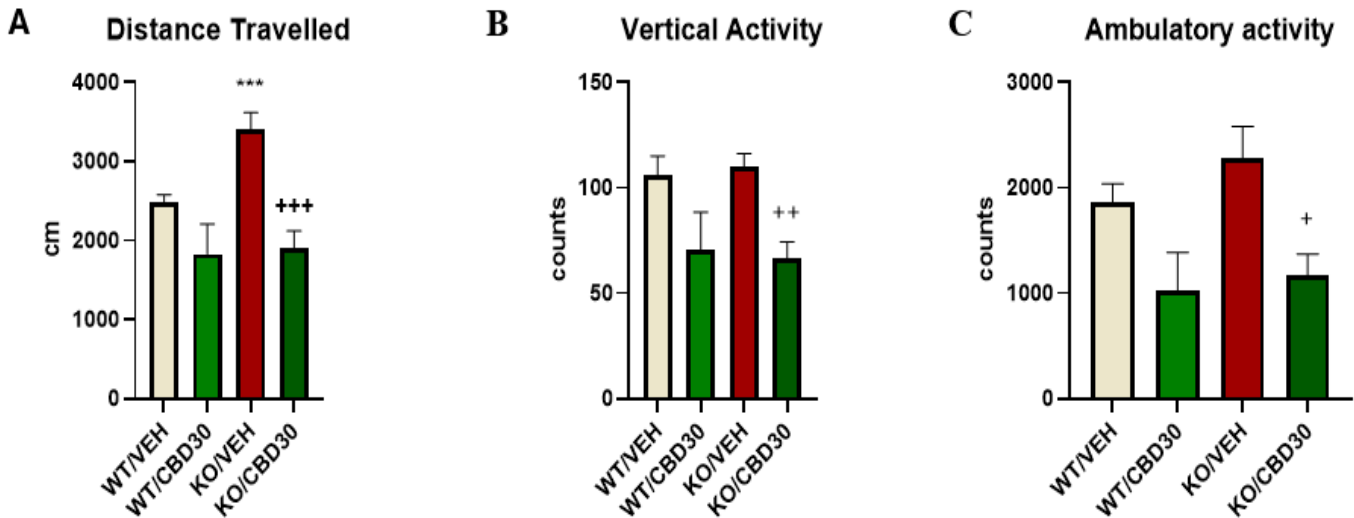 A
Distance Travelled
4000
3000
2000
1000
0
cm
***
+++
WT/VEH
WT/CBD30
KO/VEH
KO/CBD30
B
Vertical Activity
150
100
50
0
counts
++
WT/VEH
WT/CBD30
KO/VEH
KO/CBD30
C
Ambulatory activity
3000
2000
1000
0
counts
+
WT/VEH
WT/CBD30
KO/VEH
KO/CBD30